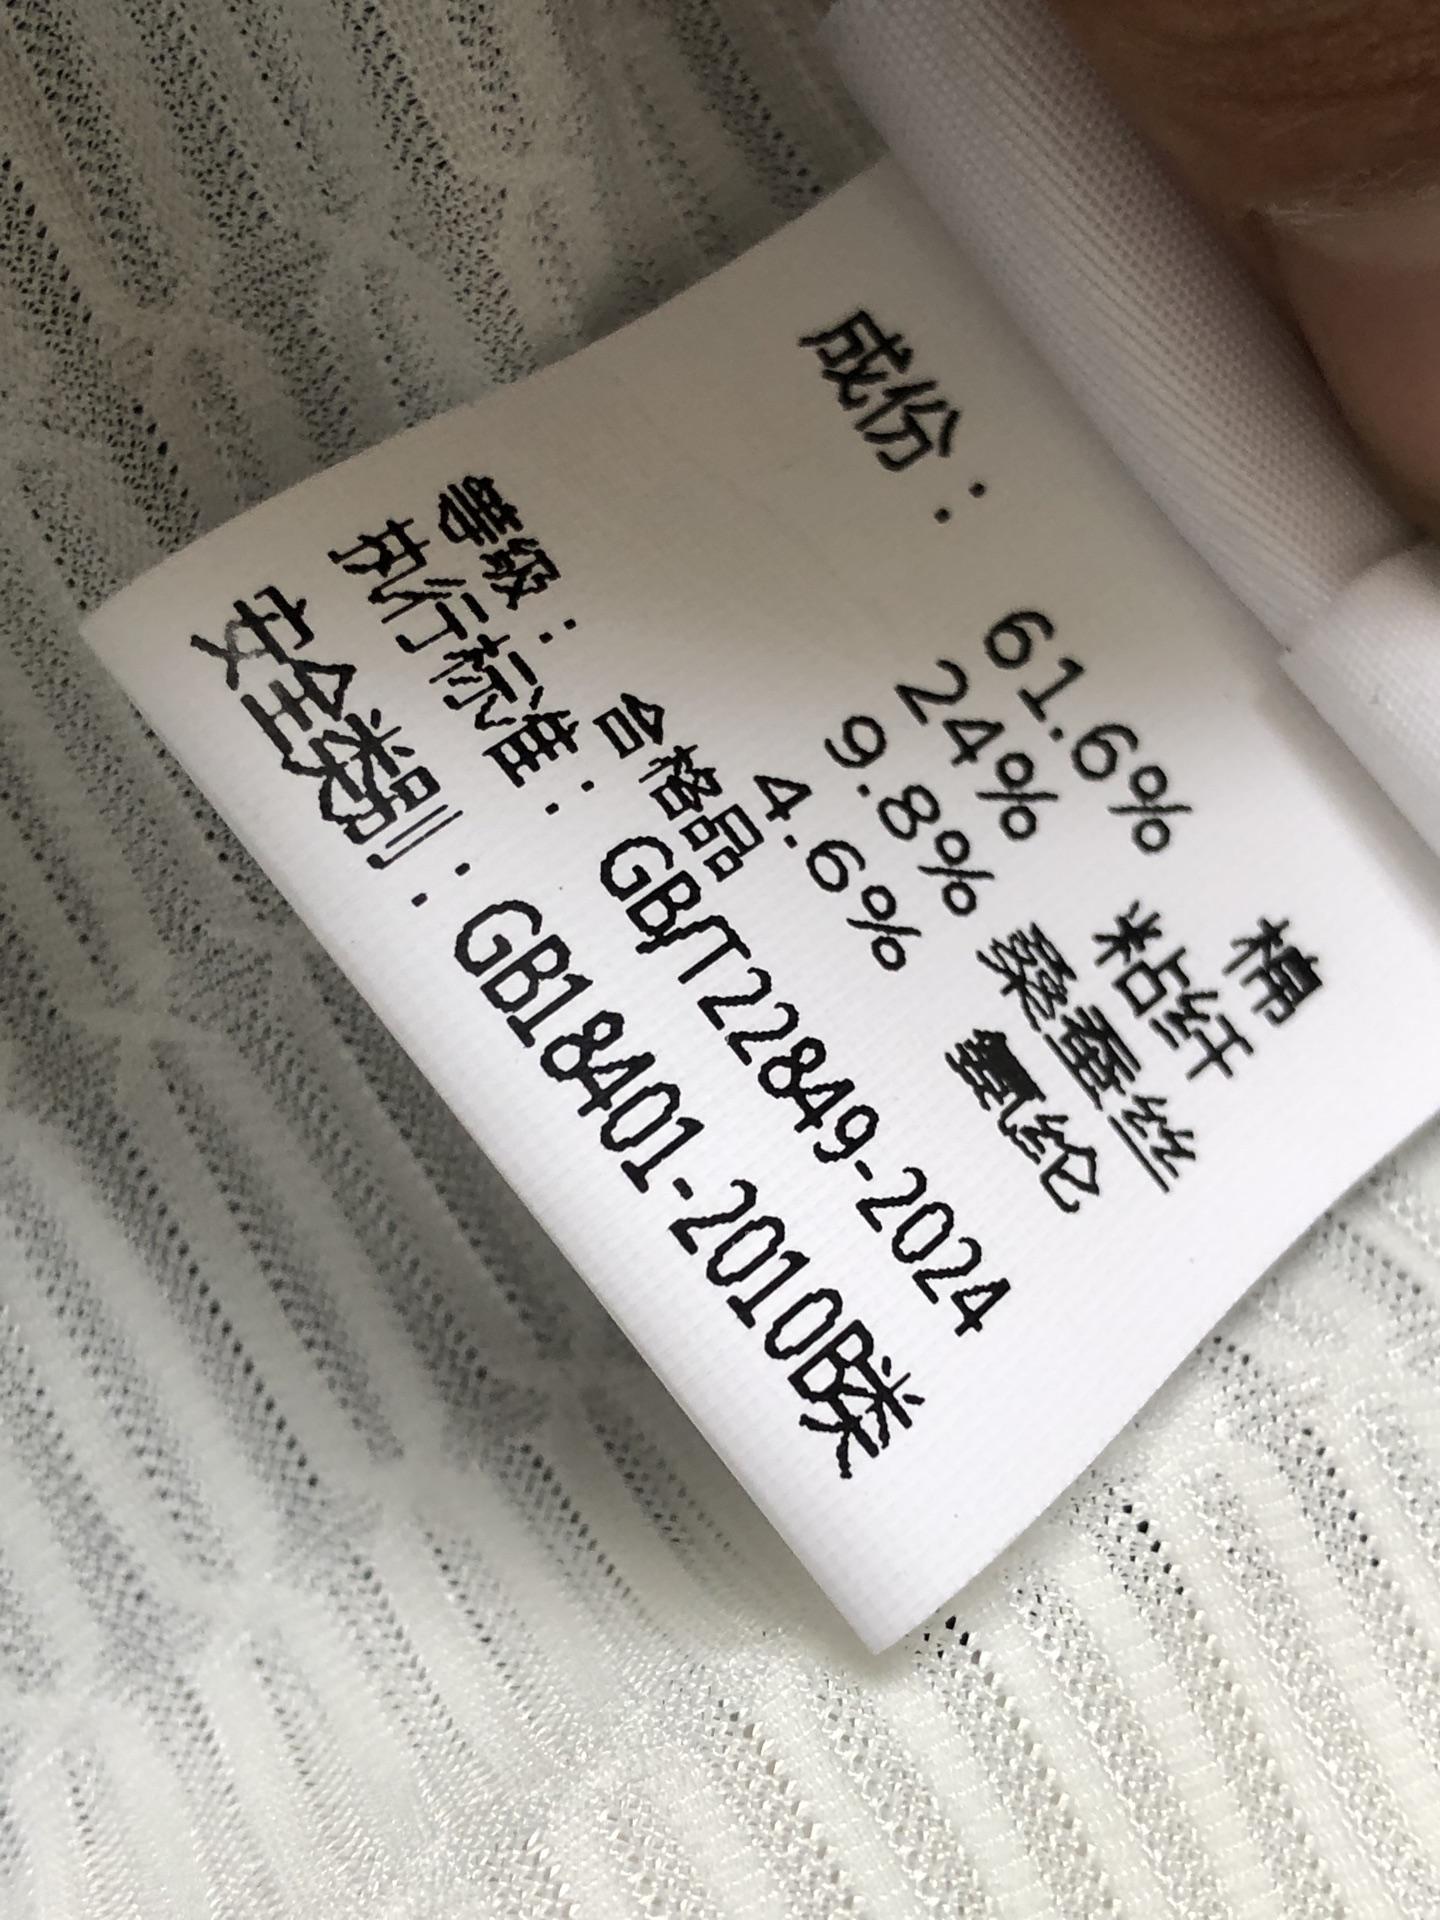 成份：
61.6% 棉
24% 粘纤
9.8% 桑蚕丝
4.6% 氨纶
等级：合格品
执行标准：GB/T22849-2024
安全类别：GB18401-2010B类